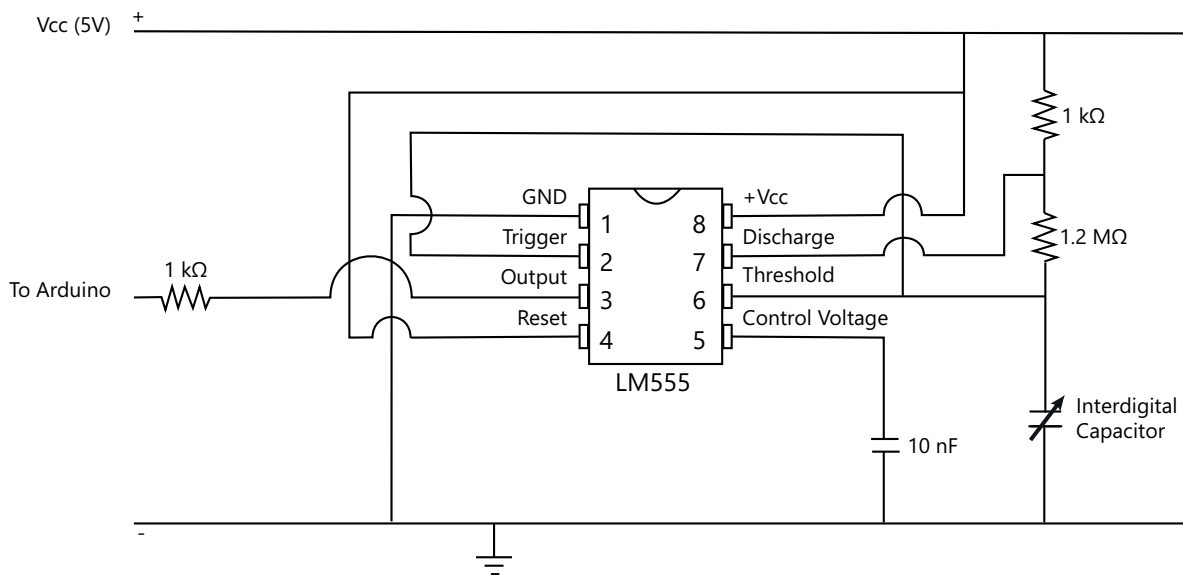 +
Vcc (5V)
1 kΩ
GND
+Vcc
1
8
Trigger
Discharge
1.2 MΩ
2
7
1 kΩ
Output
Threshold
To Arduino
3
6
Reset
Control Voltage
4
5
LM555
Interdigital
Capacitor
10 nF
-